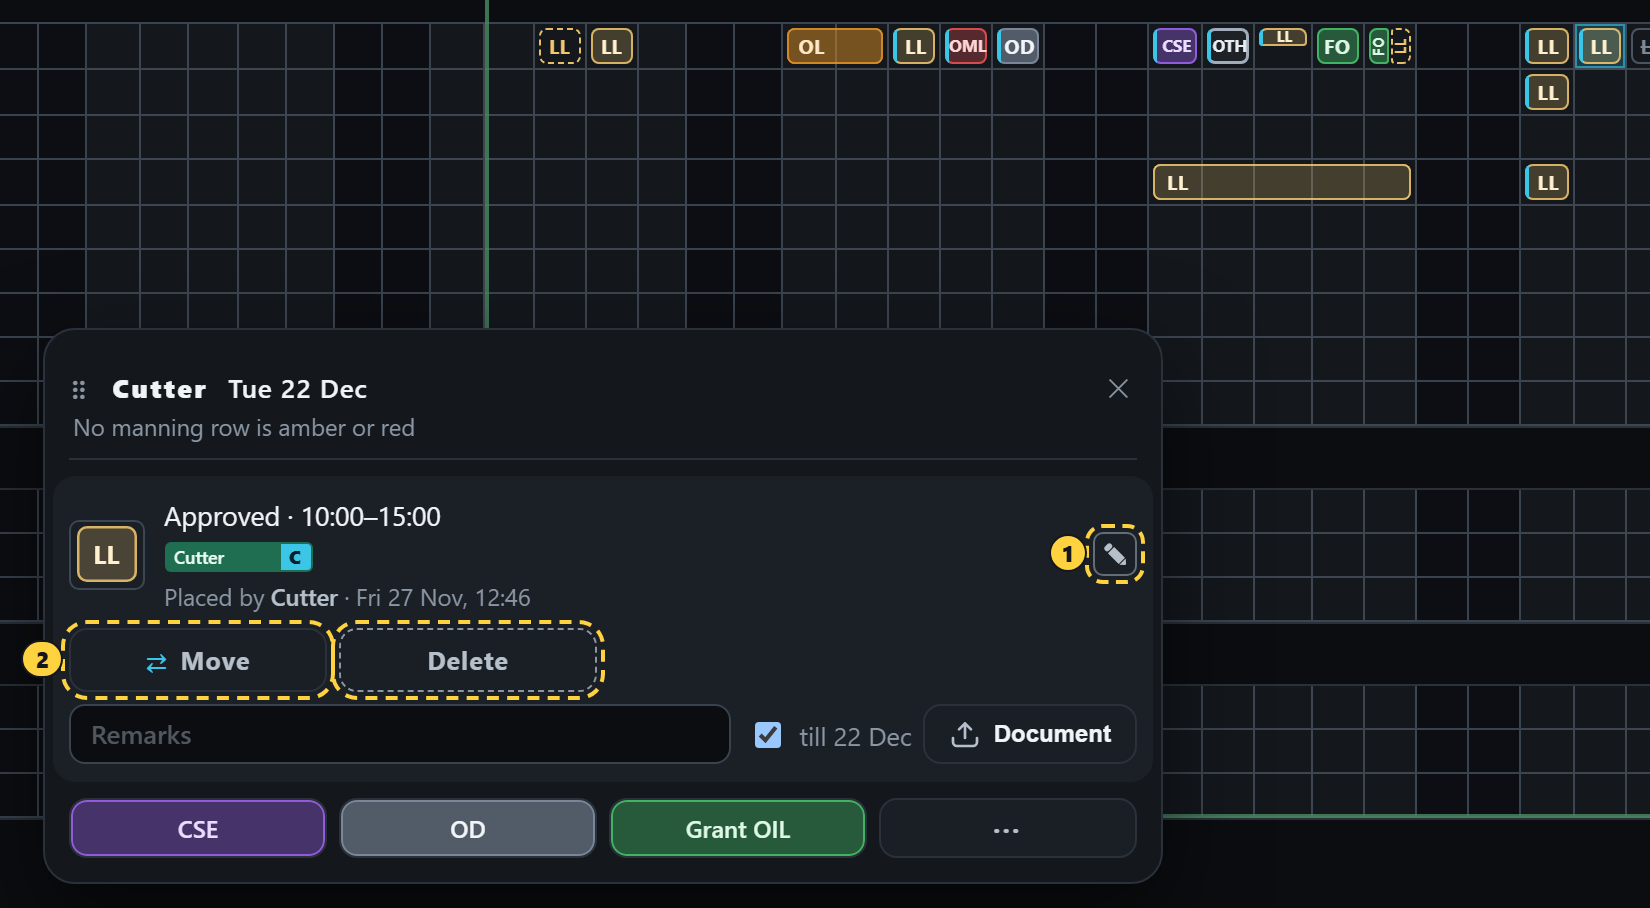 LL LL OL LL OML OD CSE OTH LL FO FO LL LL LL
LL
LL LL
Cutter Tue 22 Dec
No manning row is amber or red
LL
Approved · 10:00–15:00
Cutter C
Placed by Cutter · Fri 27 Nov, 12:46
1
2
Move Delete
Remarks
till 22 Dec
Document
CSE OD Grant OIL ...